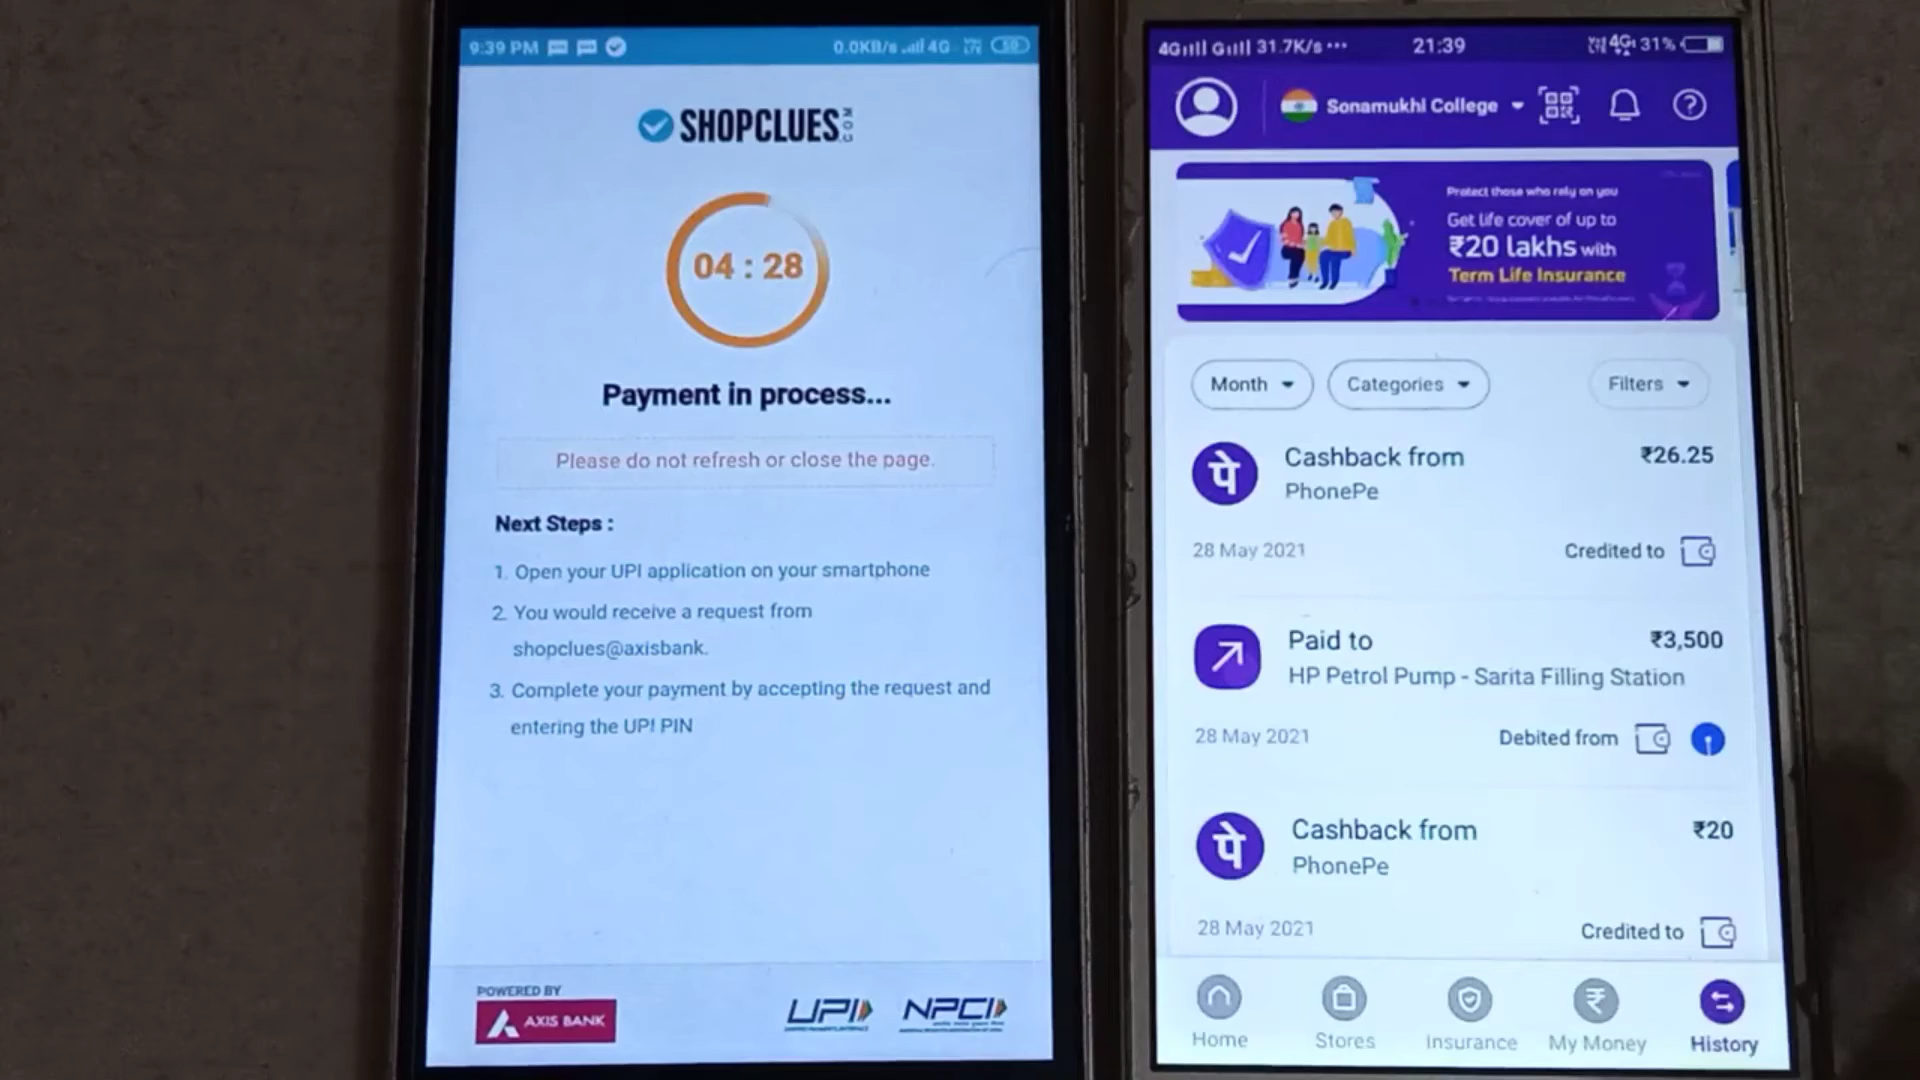 9:39 PM
0.0KB/s 4G
SHOPCLUES.COM
04 : 28
Payment in process...
Please do not refresh or close the page.
Next Steps :
1. Open your UPI application on your smartphone
2. You would receive a request from
shopclues@axisbank.
3. Complete your payment by accepting the request and
entering the UPI PIN
POWERED BY
AXIS BANK
UPI
NPCI
4G G 31.7K/s ···
21:39
4G 31%
Sonamukhi College
Protect those who rely on you
Get life cover of up to
₹20 lakhs with
Term Life Insurance
Month
Categories
Filters
पे
Cashback from
₹26.25
PhonePe
28 May 2021
Credited to
Paid to
₹3,500
HP Petrol Pump - Sarita Filling Station
28 May 2021
Debited from
पे
Cashback from
₹20
PhonePe
28 May 2021
Credited to
Home
Stores
Insurance
My Money
History